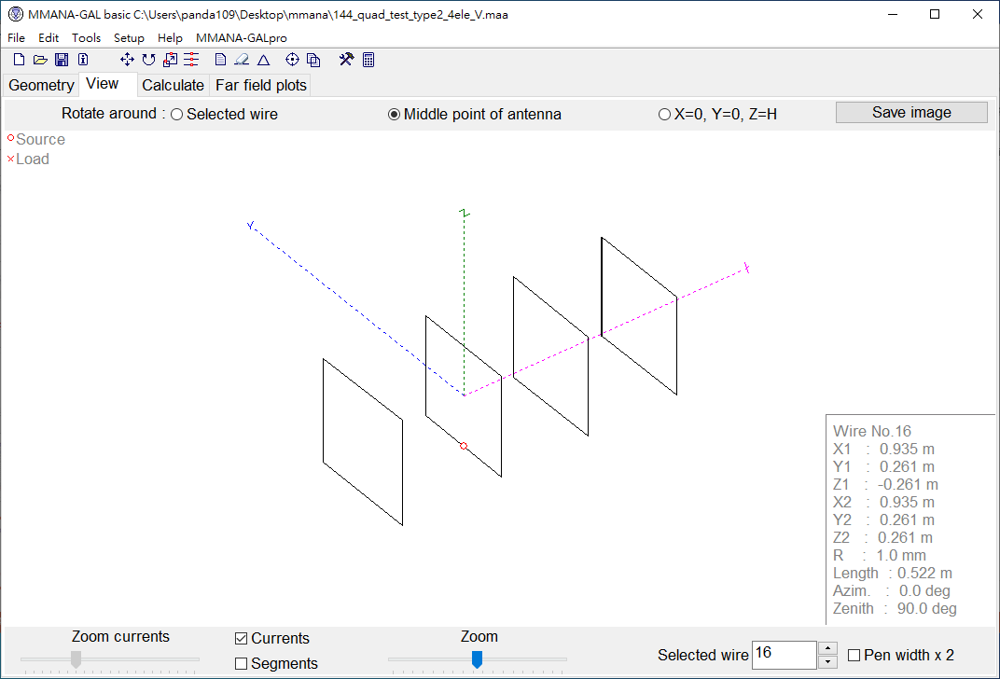 MMANA-GAL basic C:\Users\panda109\Desktop\mmana\144_quad_test_type2_4ele_V.maa
File Edit Tools Setup Help MMANA-GALpro
Geometry View Calculate Far field plots
Rotate around : Selected wire Middle point of antenna X=0, Y=0, Z=H Save image
Source
Load
Z
Y
X
Wire No.16
X1 : 0.935 m
Y1 : 0.261 m
Z1 : -0.261 m
X2 : 0.935 m
Y2 : 0.261 m
Z2 : 0.261 m
R : 1.0 mm
Length : 0.522 m
Azim. : 0.0 deg
Zenith : 90.0 deg
Zoom currents Currents Zoom
Segments Selected wire 16 Pen width x 2